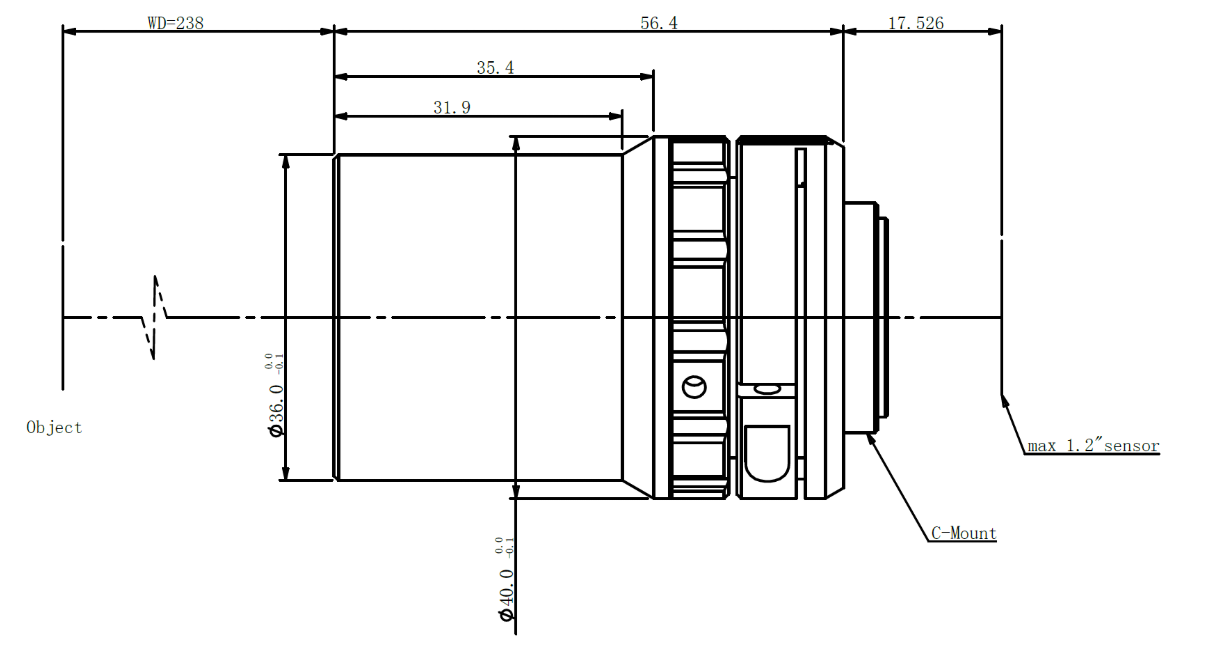 WD=238
56.4
17.526
35.4
31.9
Ø36.0 0.0 -0.1
Object
max 1.2"sensor
C-Mount
Ø40.0 0.0 -0.1